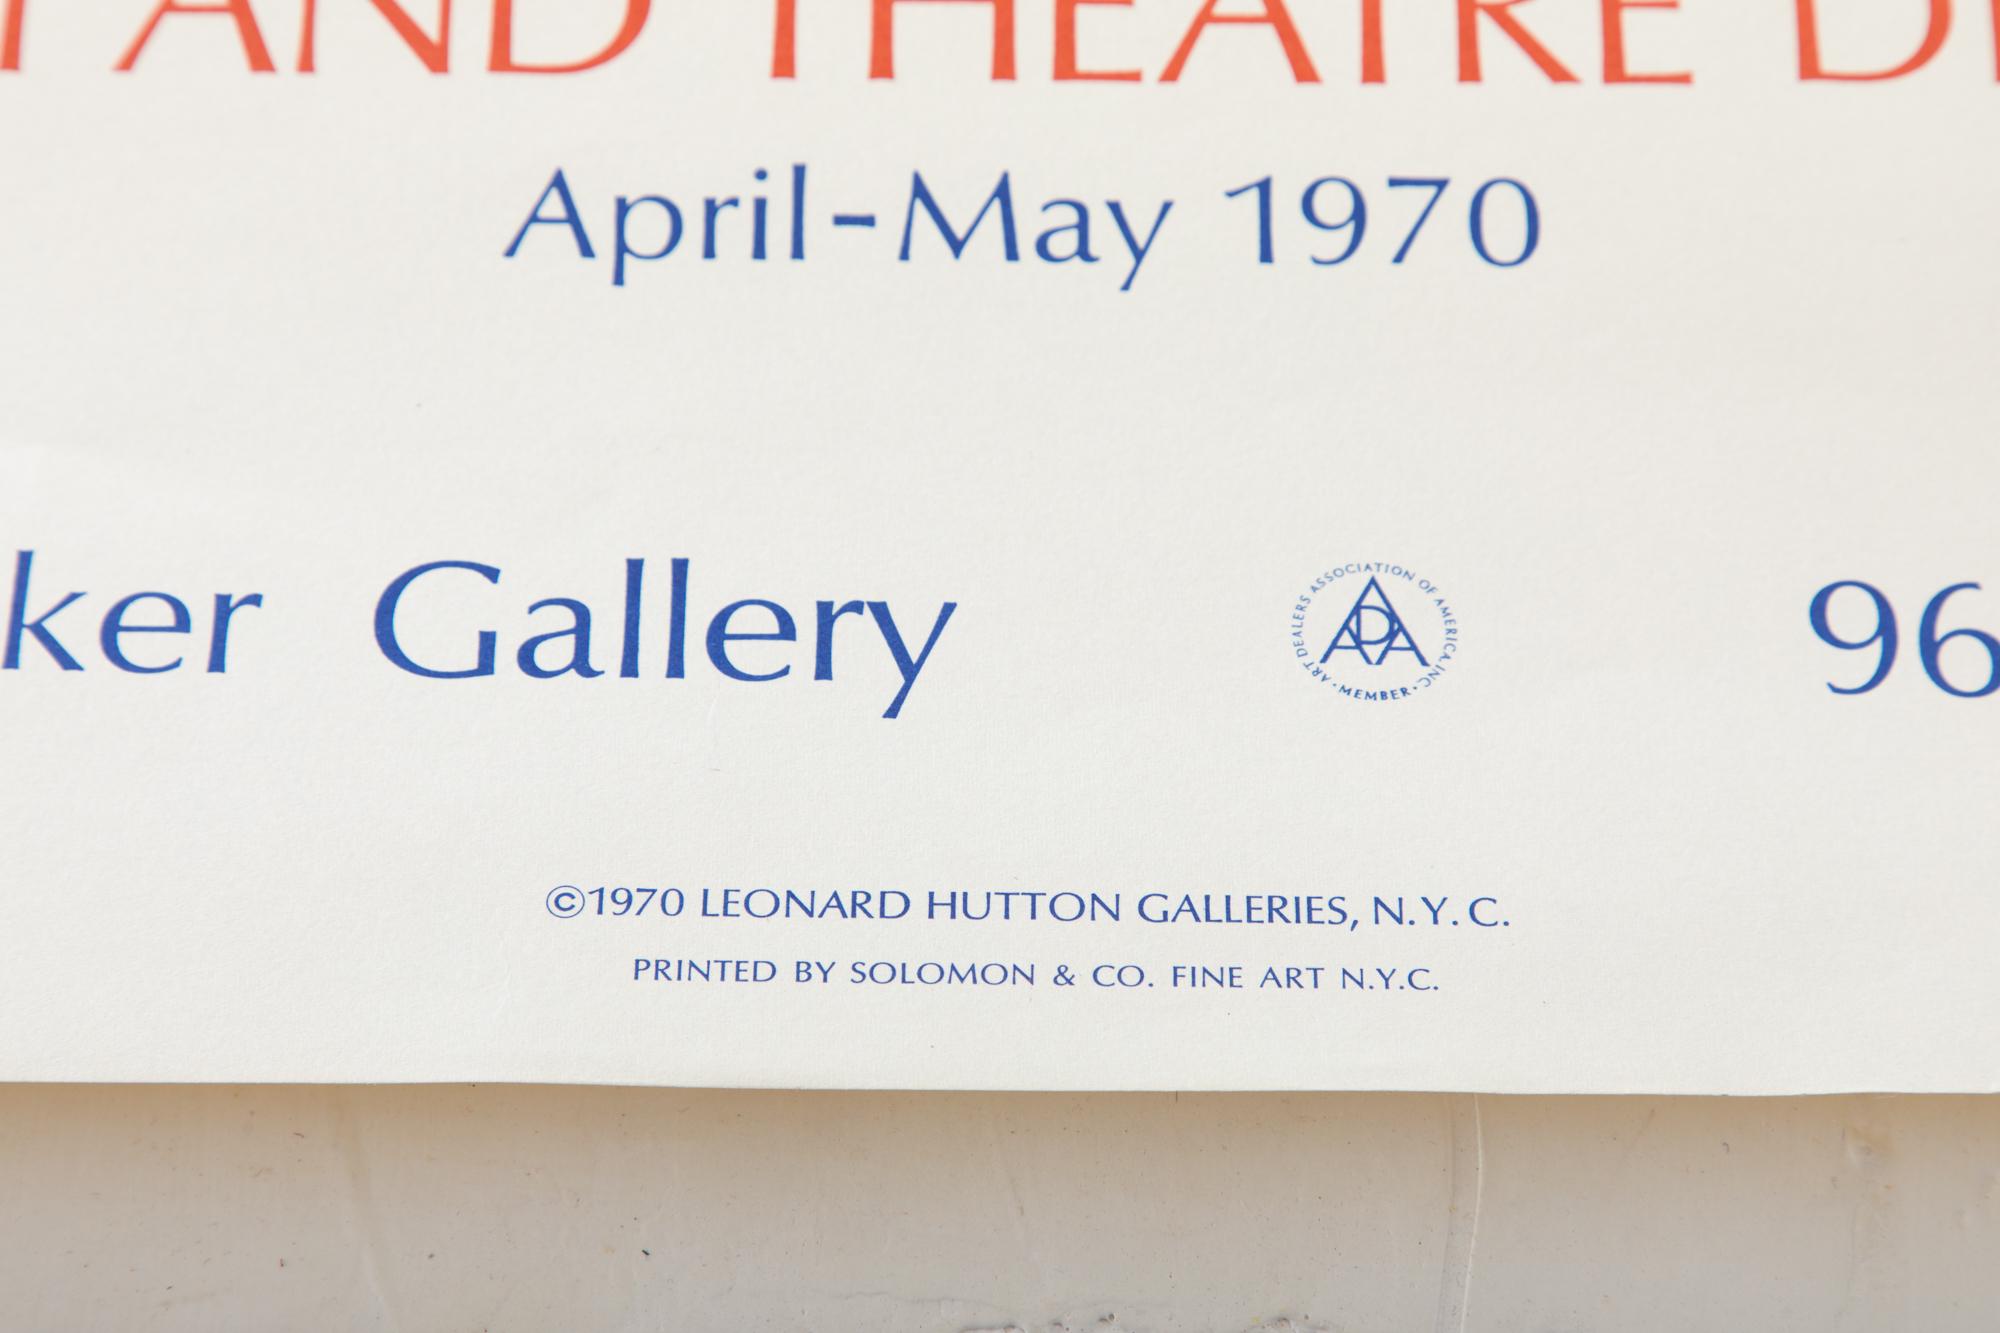 AND THEATRE D
April-May 1970
ker Gallery
ART DEALERS ASSOCIATION OF AMERICA, INC.
• MEMBER •
ADAA
96
©1970 LEONARD HUTTON GALLERIES, N.Y.C.
PRINTED BY SOLOMON & CO. FINE ART N.Y.C.